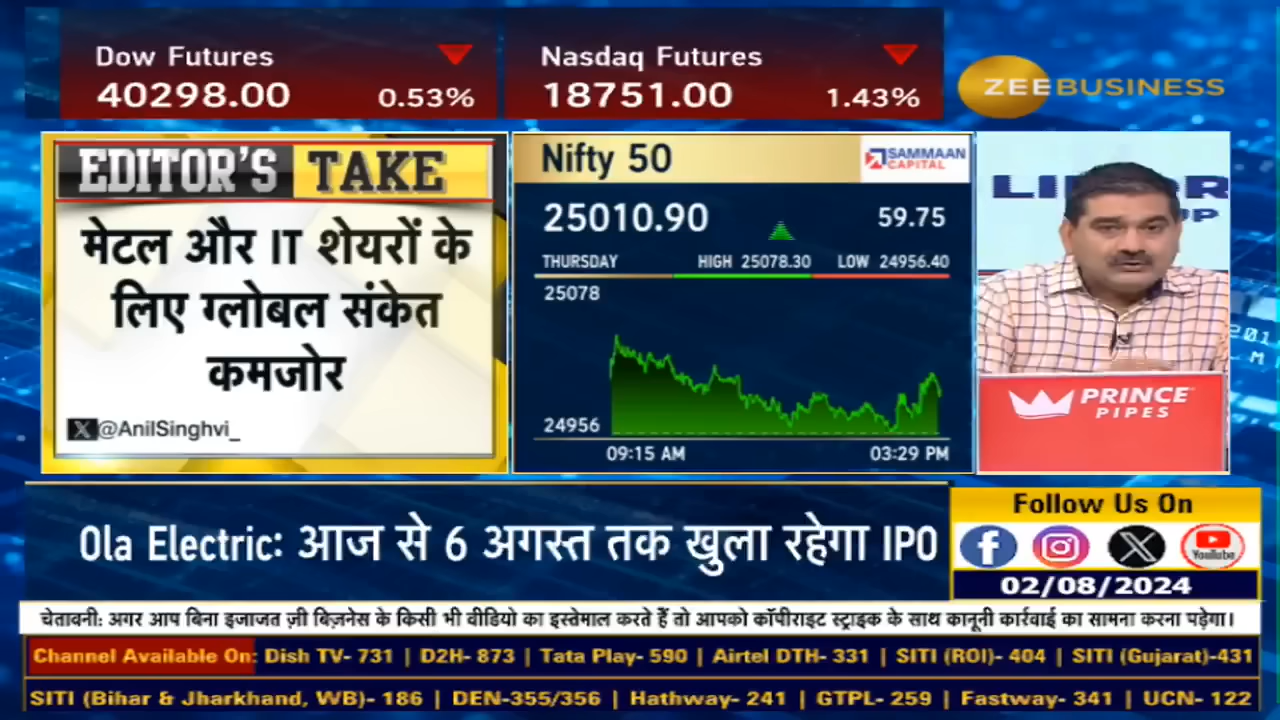 Dow Futures
40298.00 0.53%
Nasdaq Futures
18751.00 1.43%
ZEEBUSINESS
EDITOR'S TAKE
मेटल और IT शेयरों के
लिए ग्लोबल संकेत
कमजोर
X@AnilSinghvi_
Nifty 50
SAMMAAN
CAPITAL
25010.90 59.75
THURSDAY HIGH 25078.30 LOW 24956.40
25078
24956
09:15 AM 03:29 PM
PRINCE
PIPES
Ola Electric: आज से 6 अगस्त तक खुला रहेगा IPO
Follow Us On
YouTube
02/08/2024
चेतावनी: अगर आप बिना इजाजत ज़ी बिज़नेस के किसी भी वीडियो का इस्तेमाल करते हैं तो आपको कॉपीराइट स्ट्राइक के साथ कानूनी कार्रवाई का सामना करना पड़ेगा।
Channel Available On: Dish TV- 731 | D2H- 873 | Tata Play- 590 | Airtel DTH- 331 | SITI (ROI)- 404 | SITI (Gujarat)-431
SITI (Bihar & Jharkhand, WB)- 186 | DEN-355/356 | Hathway- 241 | GTPL- 259 | Fastway- 341 | UCN- 122